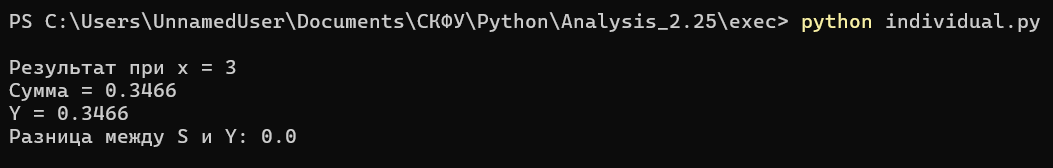 PS C:\Users\UnnamedUser\Documents\СКФУ\Python\Analysis_2.25\exec> python individual.py
Результат при x = 3
Сумма = 0.3466
Y = 0.3466
Разница между S и Y: 0.0